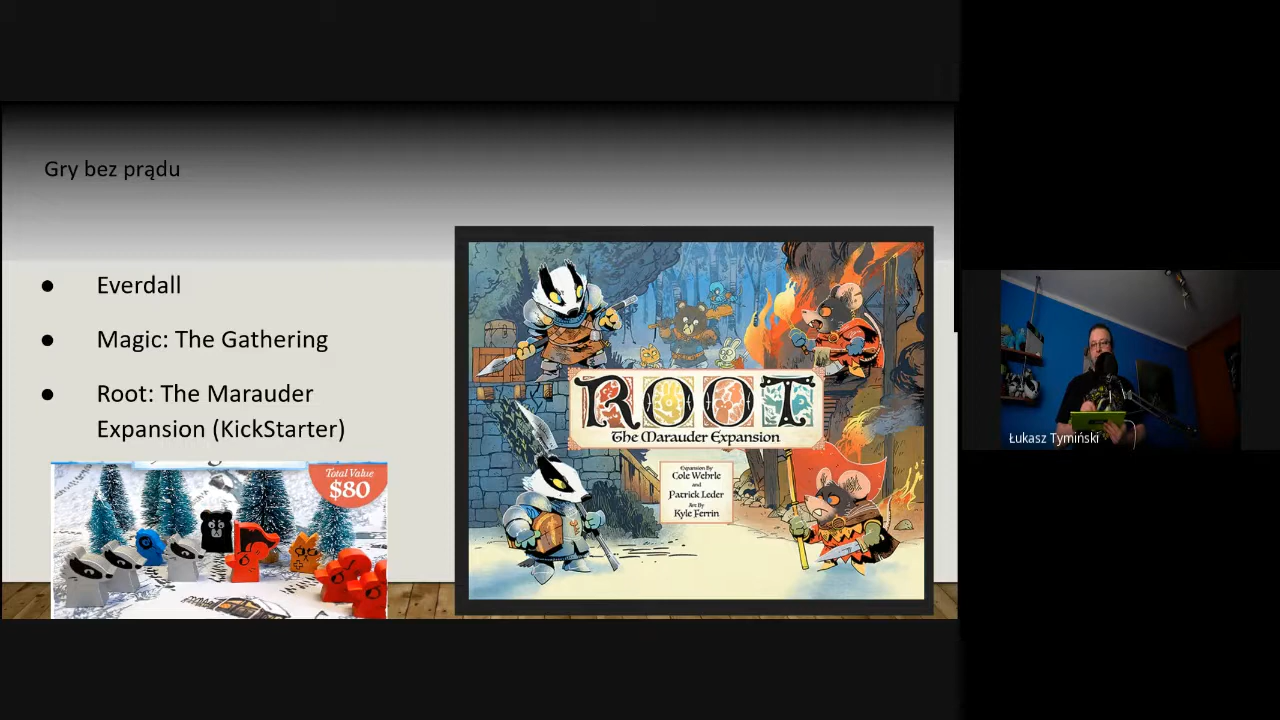 Gry bez prądu
● Everdall
● Magic: The Gathering
● Root: The Marauder
Expansion (KickStarter)
Total Value
$80
ROOT
The Marauder Expansion
Expansion By
Cole Wehrle
and
Patrick Leder
Art By
Kyle Ferrin
Łukasz Tymiński